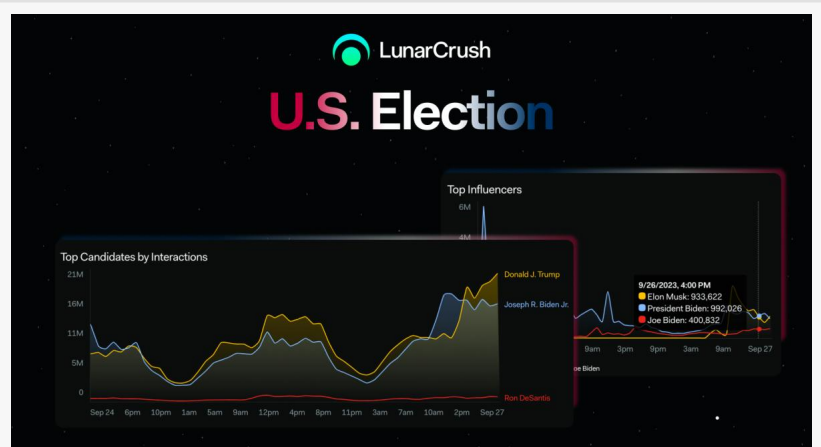 LunarCrush
U.S. Election
Top Influencers
6M
4M
9/26/2023, 4:00 PM
Elon Musk: 933,622
President Biden: 992,026
Joe Biden: 400,832
9am 3pm 9pm 3am 9am Sep 27
oe Biden
Top Candidates by Interactions
21M
16M
11M
5M
0
Donald J. Trump
Joseph R. Biden Jr.
Ron DeSantis
Sep 24 6pm 10pm 1am 5am 9am 12pm 4pm 8pm 11pm 3am 7am 10am 2pm Sep 27